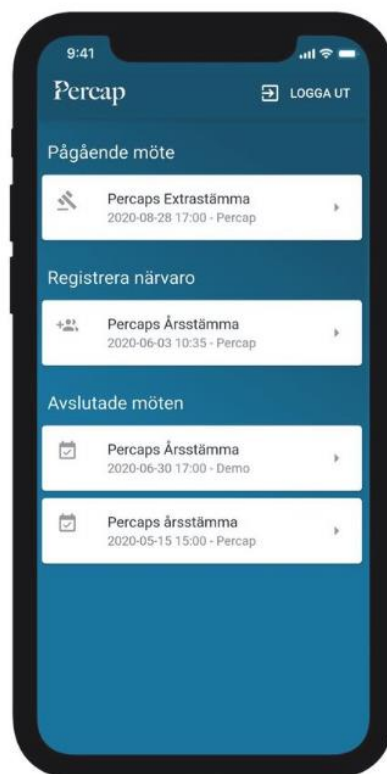 9:41
Percap
LOGGA UT
Pågående möte
Percaps Extrastämma
2020-08-28 17:00 - Percap
Registrera närvaro
Percaps Årsstämma
2020-06-03 10:35 - Percap
Avslutade möten
Percaps Årsstämma
2020-06-30 17:00 - Demo
Percaps årsstämma
2020-05-15 15:00 - Percap